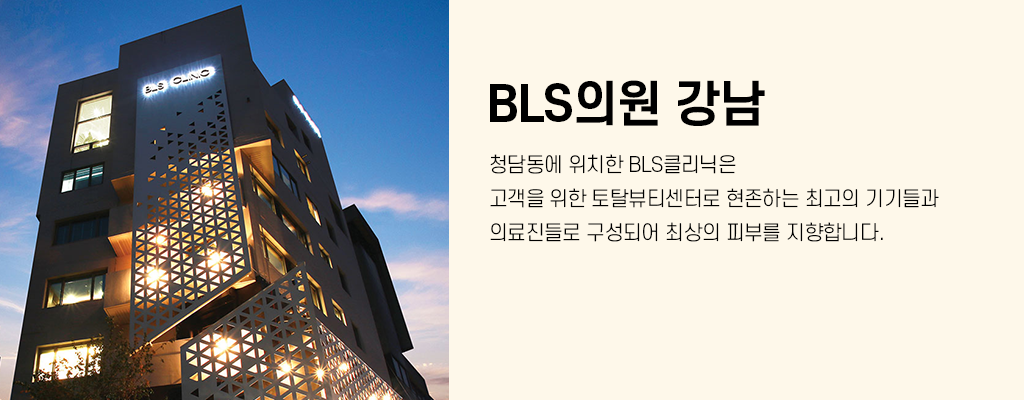 BLS CLINIC
BLS의원 강남
청담동에 위치한 BLS클리닉은
고객을 위한 토탈뷰티센터로 현존하는 최고의 기기들과
의료진들로 구성되어 최상의 피부를 지향합니다.